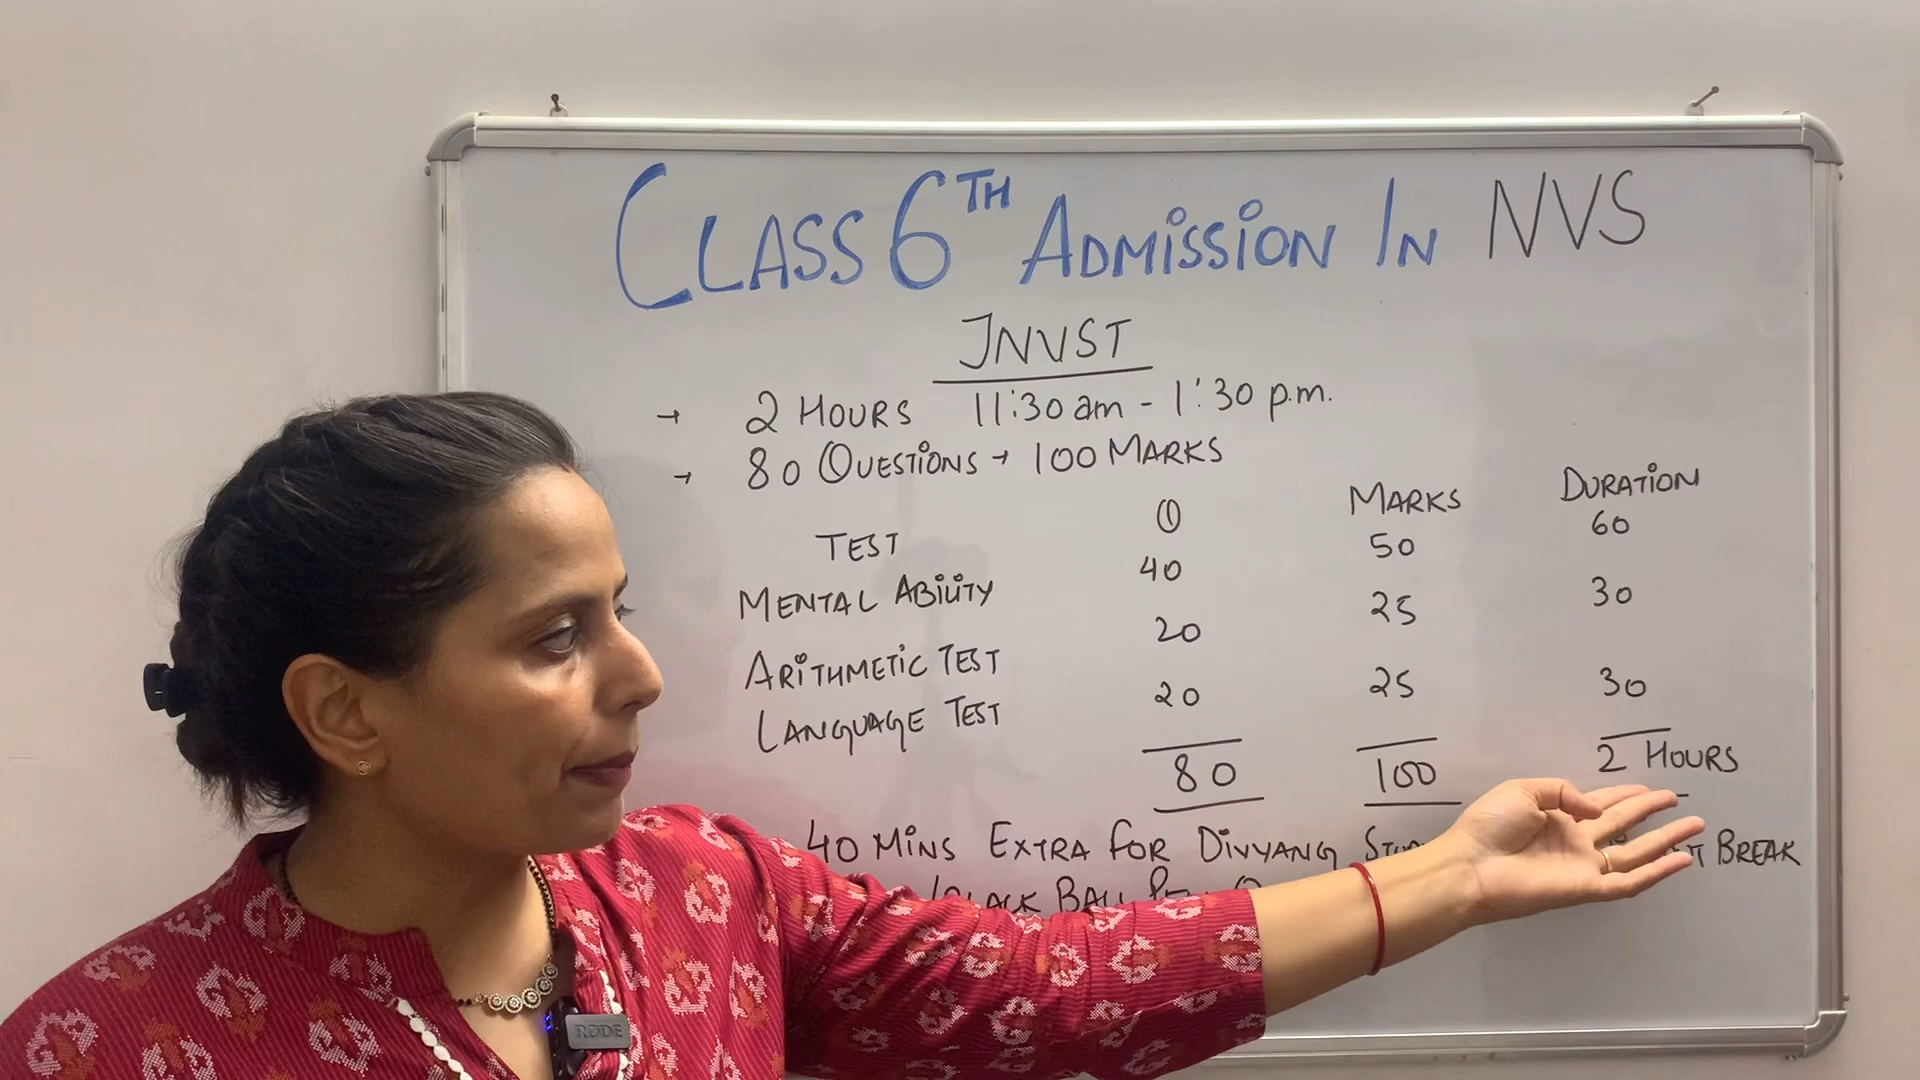 CLASS 6TH ADMISSION IN NVS
JNVST
→ 2 HOURS 11:30 am - 1:30 p.m.
→ 80 QUESTIONS → 100 MARKS
TEST Q MARKS DURATION
MENTAL ABILITY 40 50 60
ARITHMETIC TEST 20 25 30
LANGUAGE TEST 20 25 30
80 100 2 HOURS
40 MINS EXTRA FOR DIVYANG BREAK
BALL
RODE